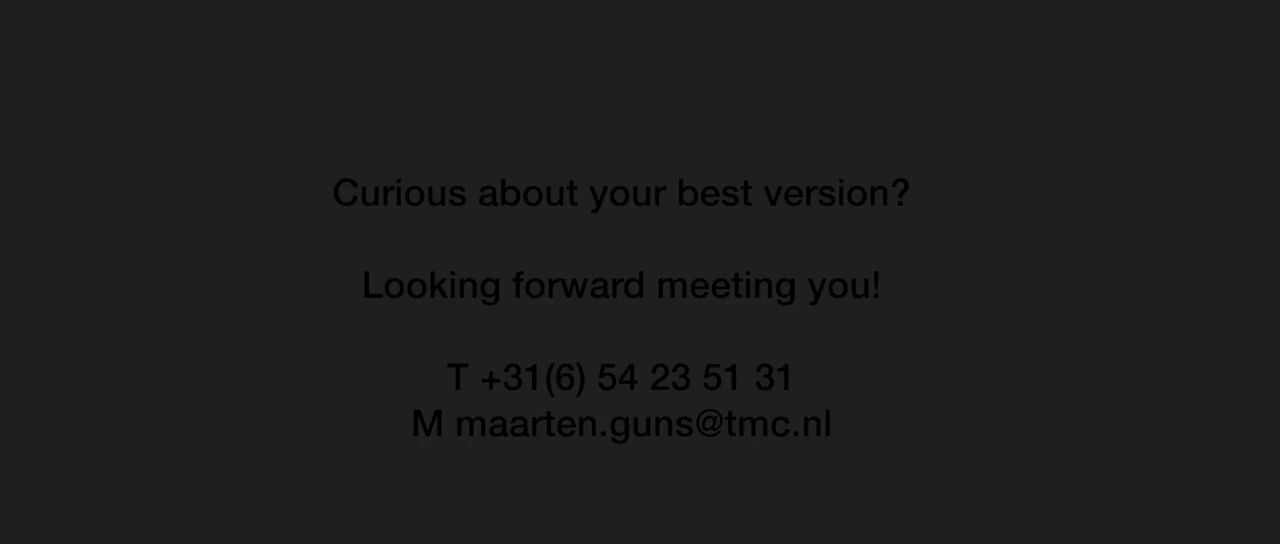 Curious about your best version?
Looking forward meeting you!
T +31(6) 54 23 51 31
M maarten.guns@tmc.nl